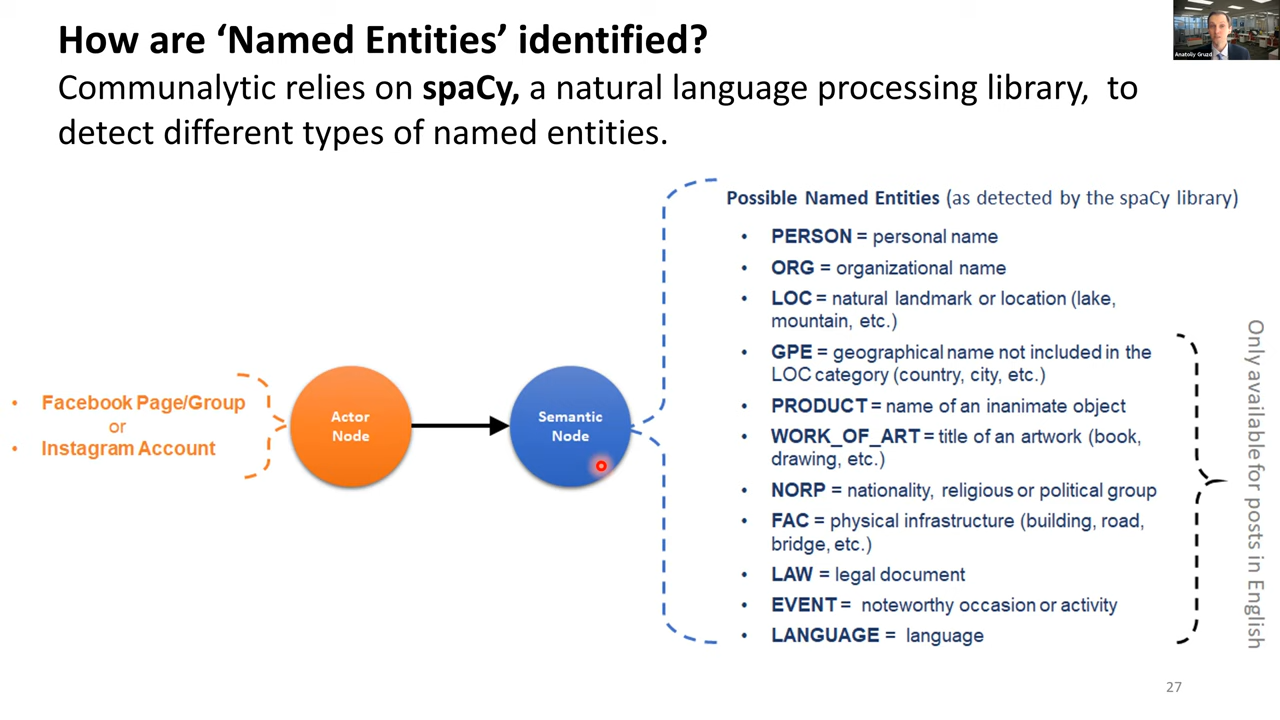 How are ‘Named Entities’ identified?
Communalytic relies on spaCy, a natural language processing library, to
detect different types of named entities.
Anatoliy Gruzd
Possible Named Entities (as detected by the spaCy library)
• PERSON = personal name
• ORG = organizational name
• LOC = natural landmark or location (lake,
mountain, etc.)
• GPE = geographical name not included in the
LOC category (country, city, etc.)
• PRODUCT = name of an inanimate object
• WORK_OF_ART = title of an artwork (book,
drawing, etc.)
• NORP = nationality, religious or political group
• FAC = physical infrastructure (building, road,
bridge, etc.)
• LAW = legal document
• EVENT = noteworthy occasion or activity
• LANGUAGE = language
Only available for posts in English
• Facebook Page/Group
or
• Instagram Account
Actor
Node
Semantic
Node
27